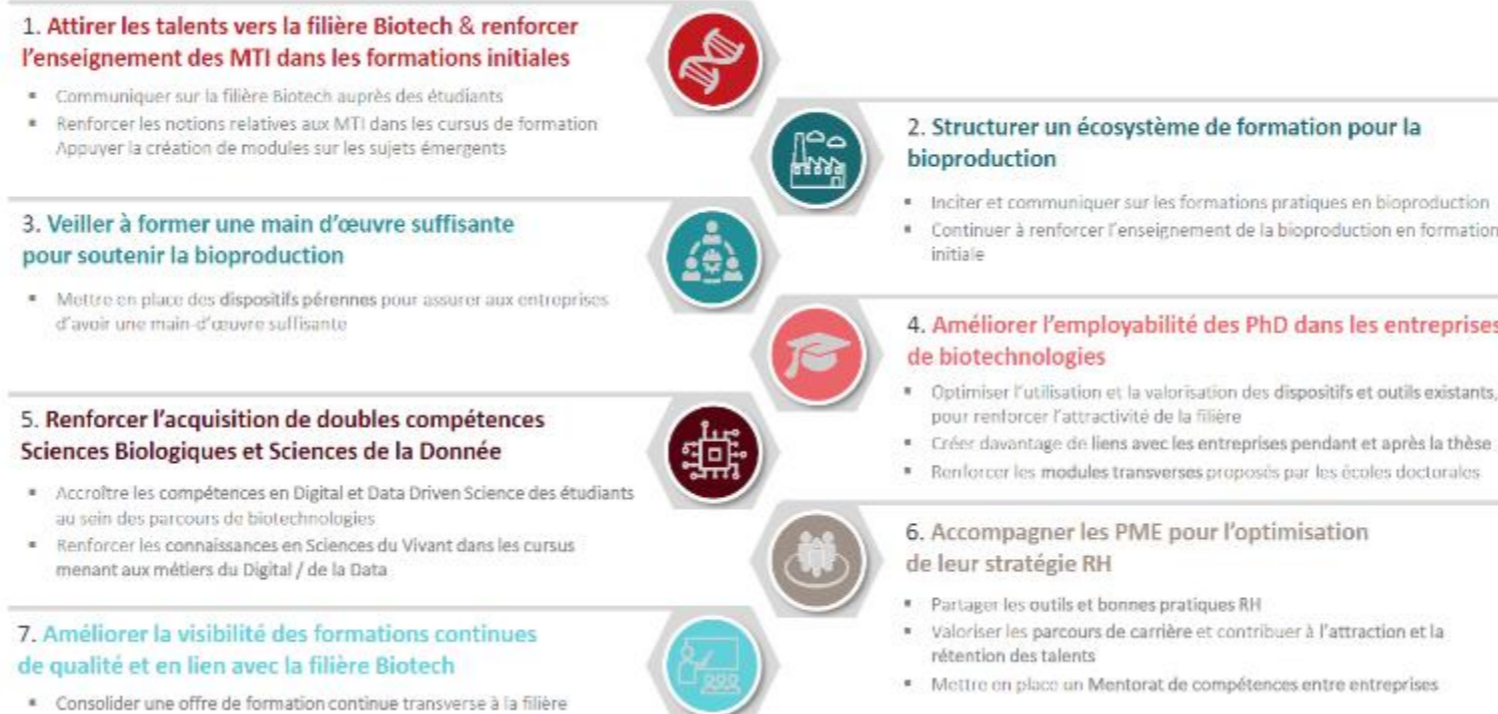 1. Attirer les talents vers la filière Biotech & renforcer
l'enseignement des MTI dans les formations initiales
▪ Communiquer sur la filière Biotech auprès des étudiants
▪ Renforcer les notions relatives aux MTI dans les cursus de formation
Appuyer la création de modules sur les sujets émergents
2. Structurer un écosystème de formation pour la
bioproduction
▪ Inciter et communiquer sur les formations pratiques en bioproduction
▪ Continuer à renforcer l'enseignement de la bioproduction en formation
initiale
3. Veiller à former une main d'œuvre suffisante
pour soutenir la bioproduction
▪ Mettre en place des dispositifs pérennes pour assurer aux entreprises
d'avoir une main-d'œuvre suffisante
4. Améliorer l'employabilité des PhD dans les entreprises
de biotechnologies
▪ Optimiser l'utilisation et la valorisation des dispositifs et outils existants,
pour renforcer l'attractivité de la filière
▪ Créer davantage de liens avec les entreprises pendant et après la thèse
▪ Renforcer les modules transverses proposés par les écoles doctorales
5. Renforcer l'acquisition de doubles compétences
Sciences Biologiques et Sciences de la Donnée
▪ Accroître les compétences en Digital et Data Driven Science des étudiants
au sein des parcours de biotechnologies
▪ Renforcer les connaissances en Sciences du Vivant dans les cursus
menant aux métiers du Digital / de la Data
6. Accompagner les PME pour l'optimisation
de leur stratégie RH
▪ Partager les outils et bonnes pratiques RH
▪ Valoriser les parcours de carrière et contribuer à l'attraction et la
rétention des talents
▪ Mettre en place un Mentorat de compétences entre entreprises
7. Améliorer la visibilité des formations continues
de qualité et en lien avec la filière Biotech
▪ Consolider une offre de formation continue transverse à la filière